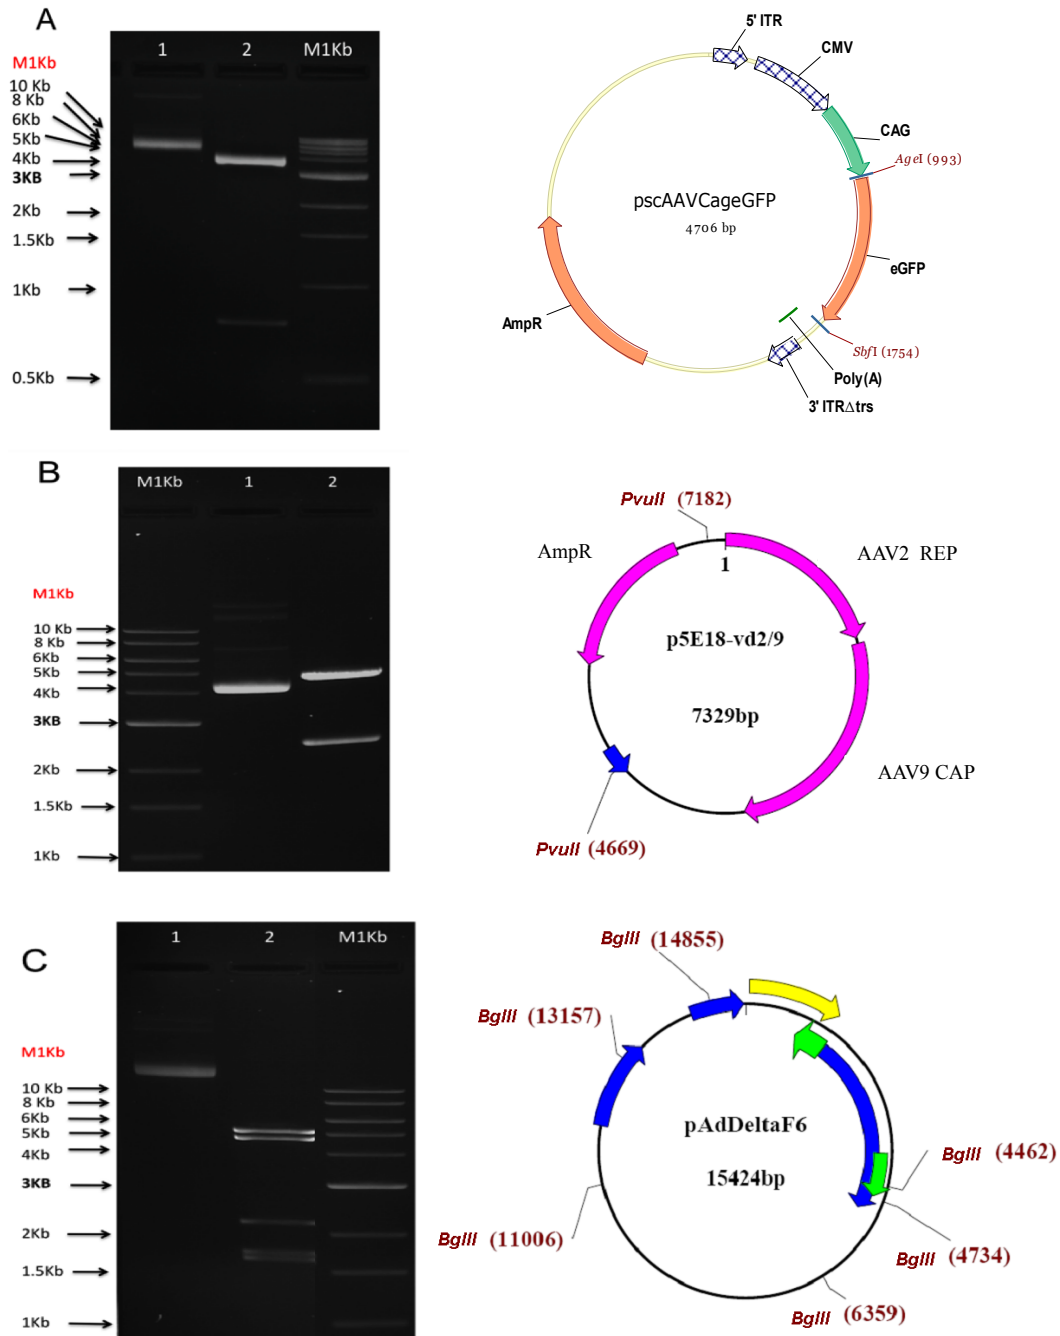 A
1 2 M1Kb
M1Kb
10 Kb
8 Kb
6Kb
5Kb
4Kb
3KB
2Kb
1.5Kb
1Kb
0.5Kb
5' ITR
CMV
CAG
AgeI (993)
pscAAVCageGFP
4706 bp
eGFP
AmpR
SbfI (1754)
Poly(A)
3' ITRΔtrs
B
M1Kb 1 2
M1Kb
10 Kb
8 Kb
6Kb
5Kb
4Kb
3KB
2Kb
1.5Kb
1Kb
PvuII (7182)
AmpR
AAV2 REP
1
p5E18-vd2/9
7329bp
AAV9 CAP
PvuII (4669)
C
1 2 M1Kb
M1Kb
10 Kb
8 Kb
6Kb
5Kb
4Kb
3KB
2Kb
1.5Kb
1Kb
BglII (14855)
BglII (13157)
pAdDeltaF6
15424bp
BglII (4462)
BglII (11006)
BglII (4734)
BglII (6359)